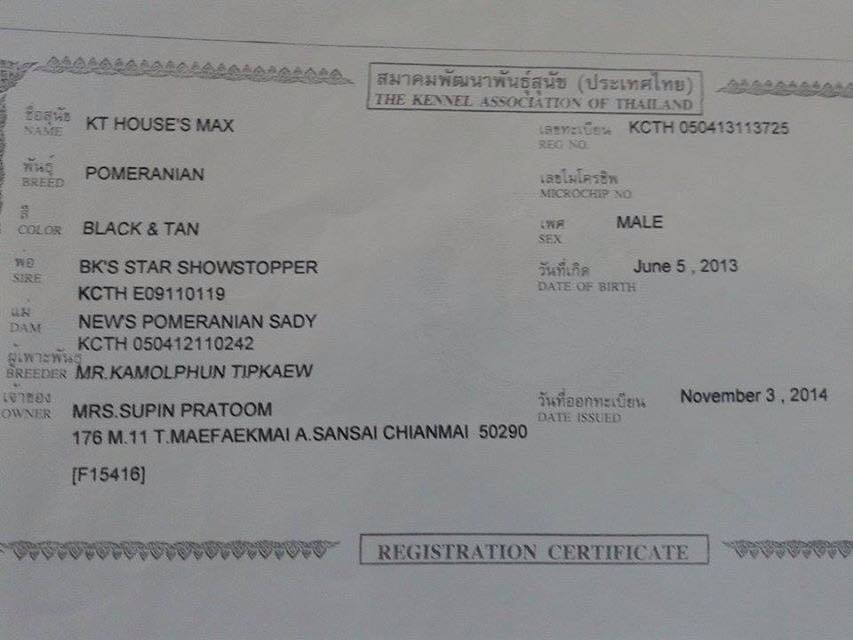 สมาคมพัฒนาพันธุ์สุนัข (ประเทศไทย)
THE KENNEL ASSOCIATION OF THAILAND
ชื่อสุนัข
NAME
KT HOUSE'S MAX
เลขทะเบียน
REG NO.
KCTH 050413113725
พันธุ์
BREED
POMERANIAN
เลขไมโครชิพ
MICROCHIP NO.
สี
COLOR
BLACK & TAN
เพศ
SEX
MALE
พ่อ
SIRE
BK'S STAR SHOWSTOPPER
KCTH E09110119
วันที่เกิด
DATE OF BIRTH
June 5 , 2013
แม่
DAM
NEW'S POMERANIAN SADY
KCTH 050412110242
ผู้เพาะพันธุ์
BREEDER
MR.KAMOLPHUN TIPKAEW
เจ้าของ
OWNER
MRS.SUPIN PRATOOM
176 M.11 T.MAEFAEKMAI A.SANSAI CHIANMAI 50290
วันที่ออกทะเบียน
DATE ISSUED
November 3 , 2014
[F15416]
REGISTRATION CERTIFICATE